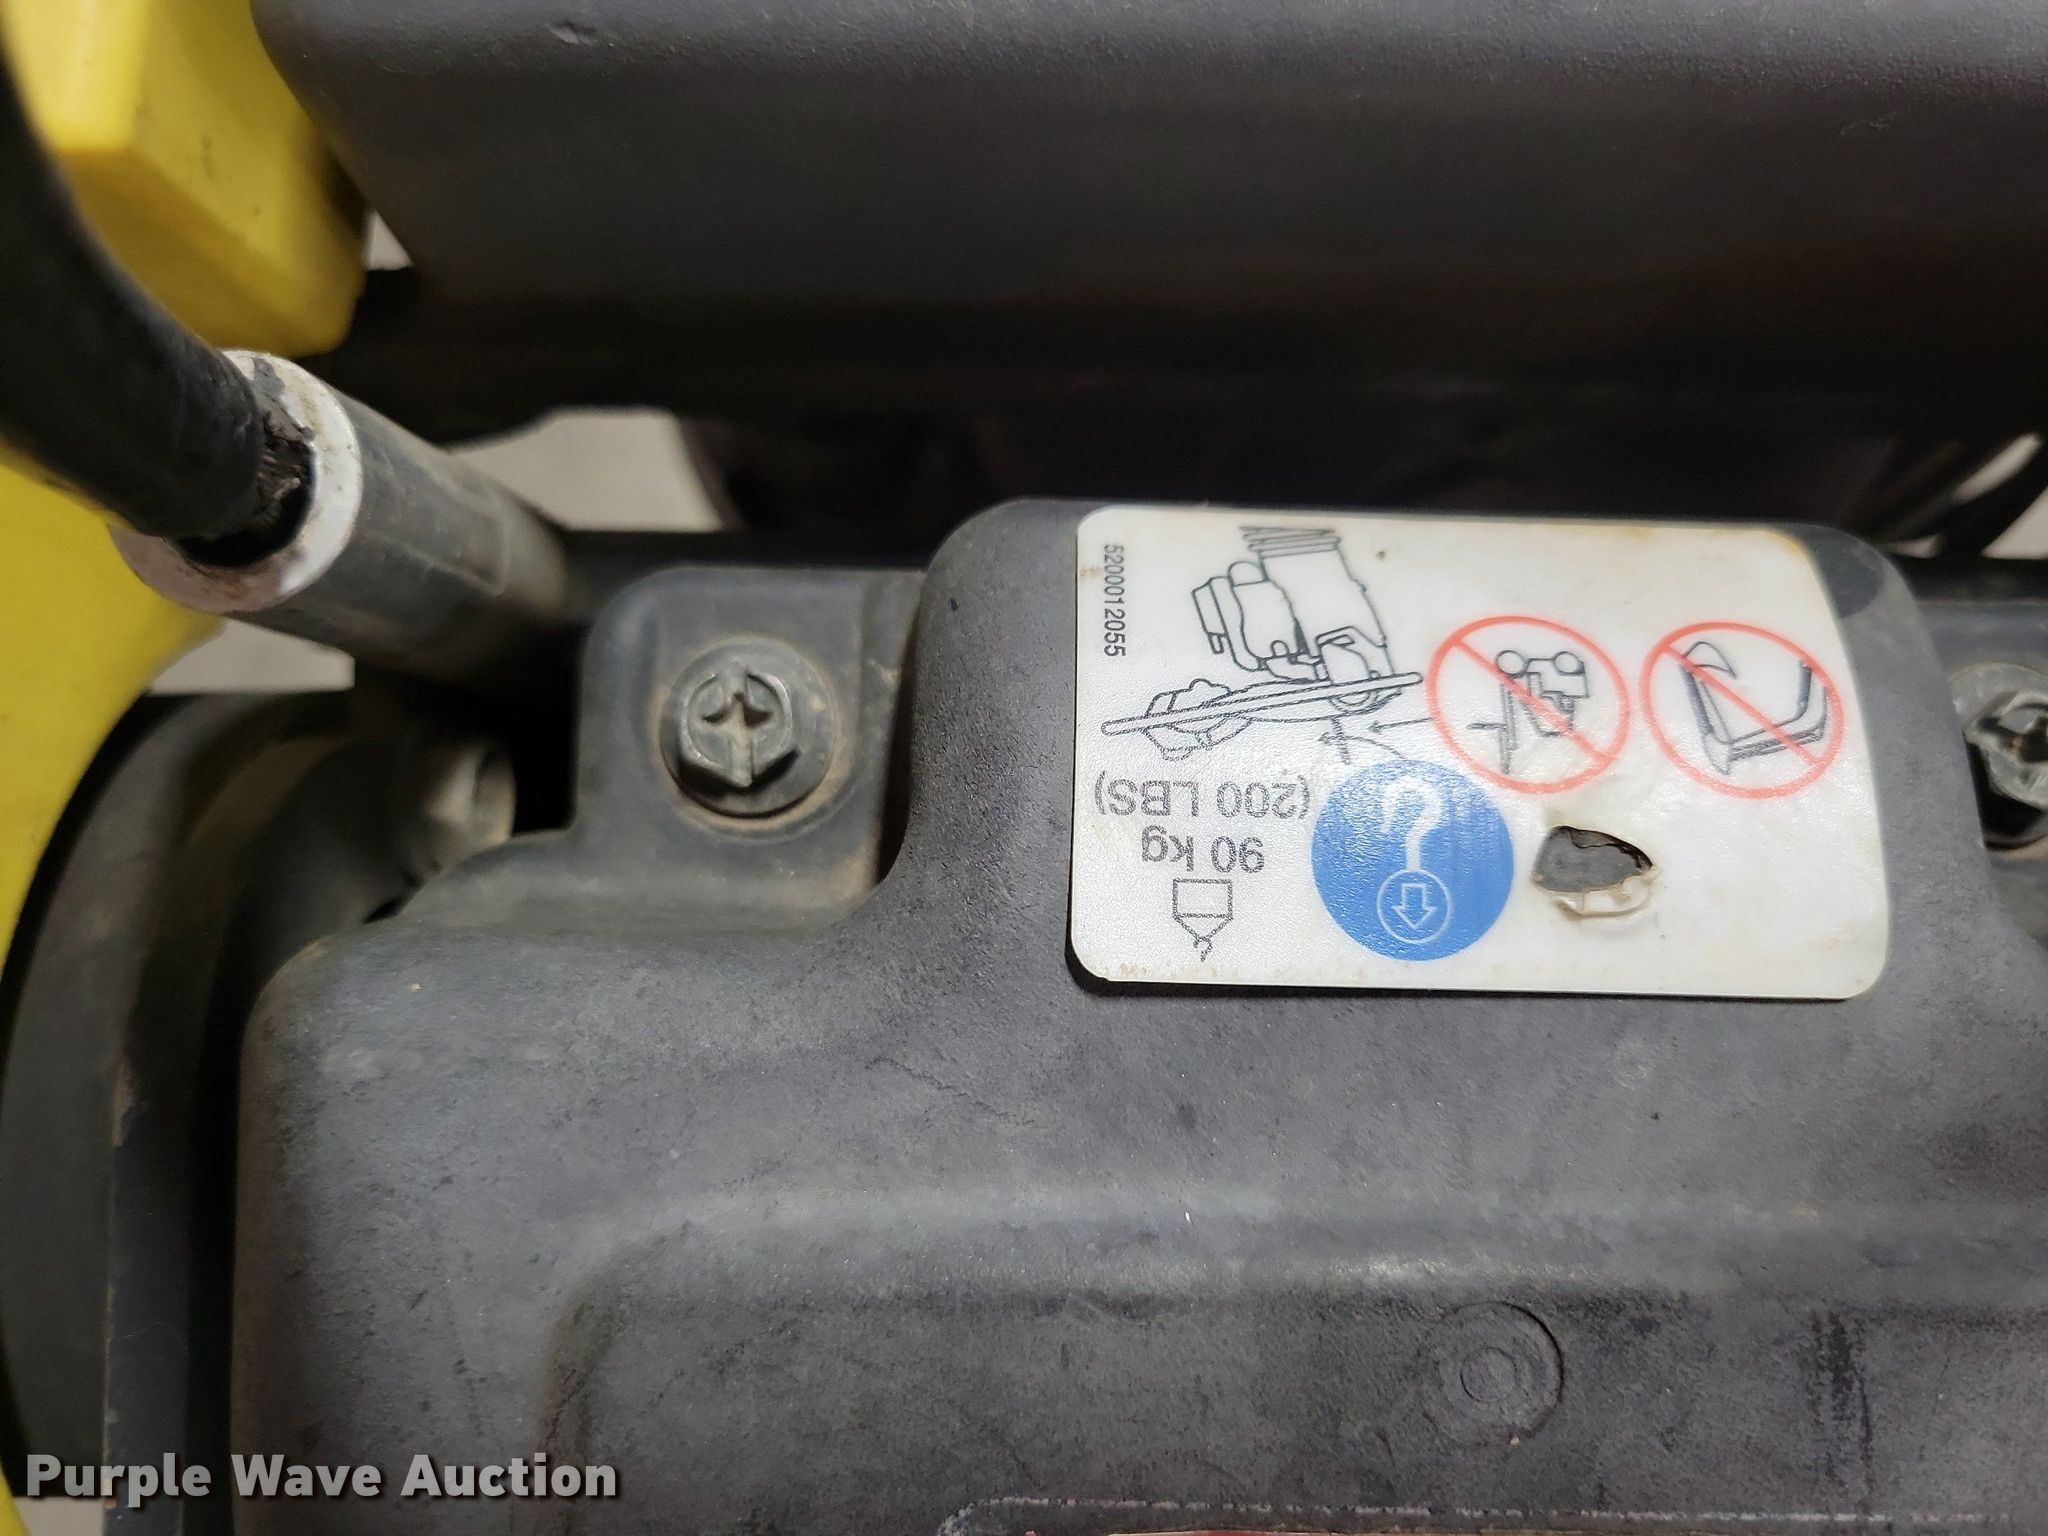 5200012055
90 kg
(200 LBS)
?
Purple Wave Auction